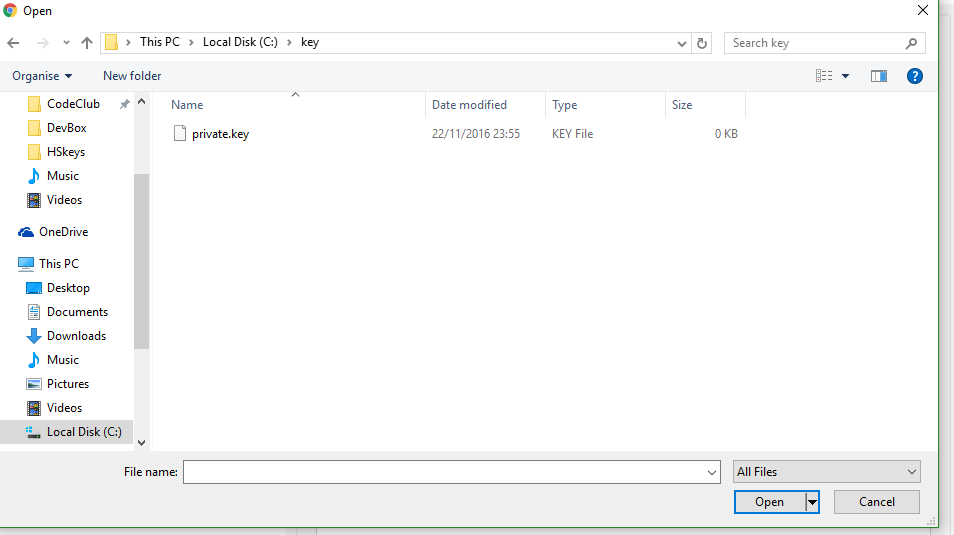 Open
This PC > Local Disk (C:) > key
Search key
Organise
New folder
Name
Date modified
Type
Size
private.key
22/11/2016 23:55
KEY File
0 KB
CodeClub
DevBox
HSkeys
Music
Videos
OneDrive
This PC
Desktop
Documents
Downloads
Music
Pictures
Videos
Local Disk (C:)
File name:
All Files
Open
Cancel